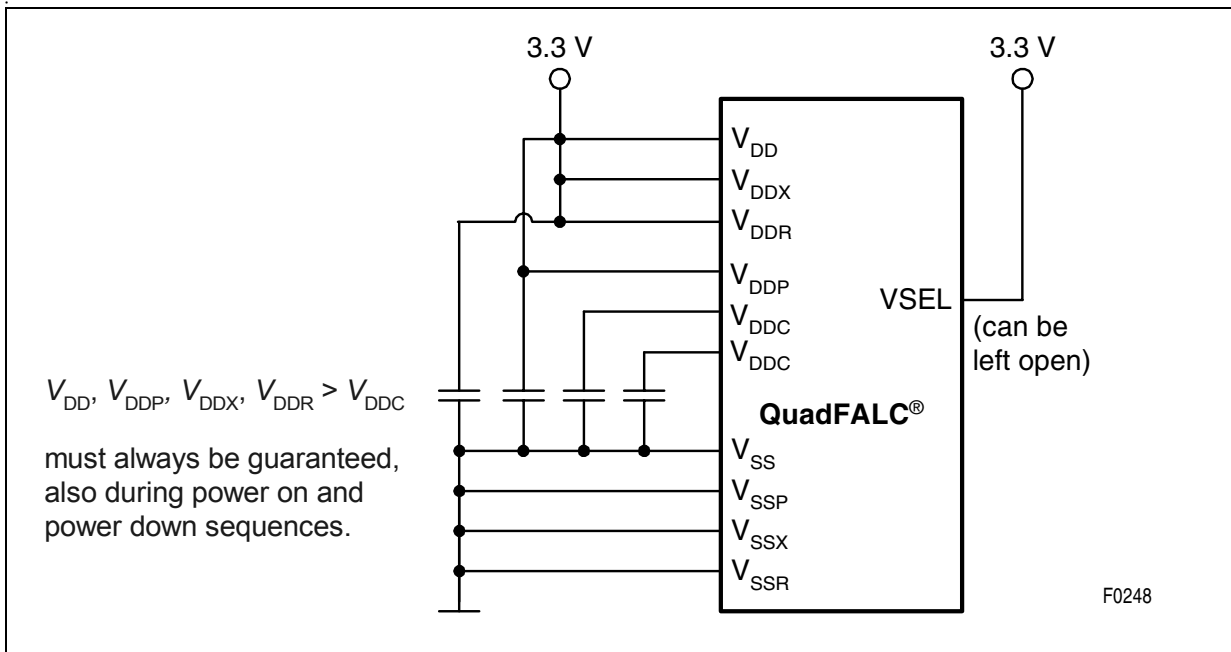 3.3 V
3.3 V
VDD
VDDX
VDDR
VDDP
VDDC
VDDC
VSEL
(can be
left open)
QuadFALC®
VDD, VDDP, VDDX, VDDR > VDDC
must always be guaranteed,
also during power on and
power down sequences.
VSS
VSSP
VSSX
VSSR
F0248